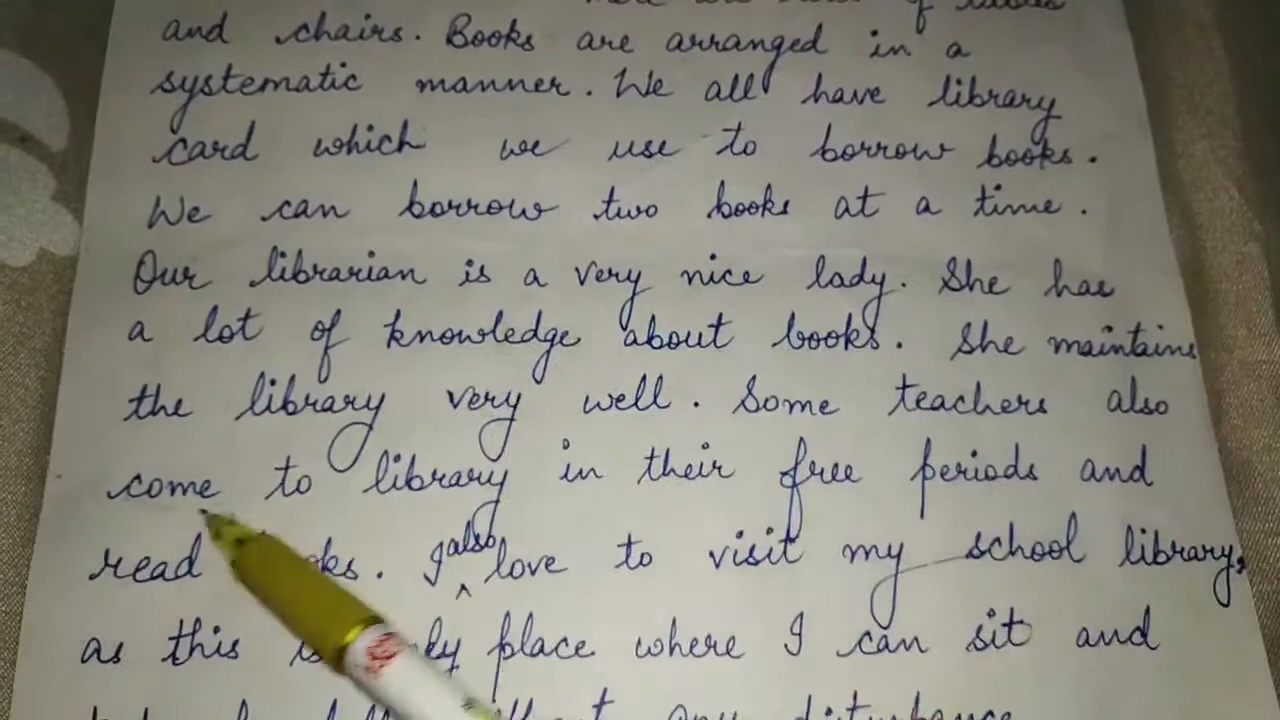 of
and chairs. Books are arranged in a
systematic manner. We all have library
card which we use to borrow books.
We can borrow two books at a time.
Our librarian is a very nice lady. She has
a lot of knowledge about books. She maintains
the library very well. Some teachers also
come to library in their free periods and
read. I also love to visit my school library,
as this place where I can sit and
any disturbance